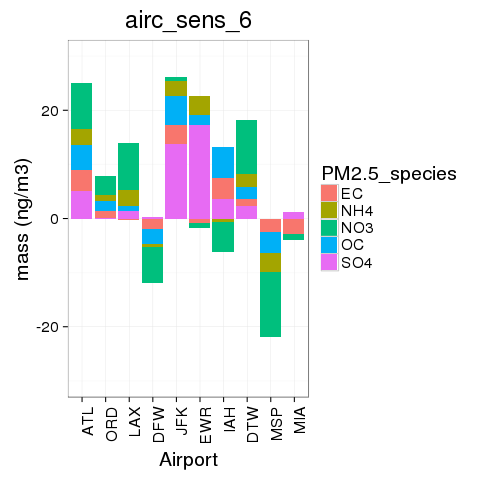 airc_sens_6
mass (ng/m3)
20
0
-20
ATL
ORD
LAX
DFW
JFK
EWR
IAH
DTW
MSP
MIA
Airport
PM2.5_species
EC
NH4
NO3
OC
SO4